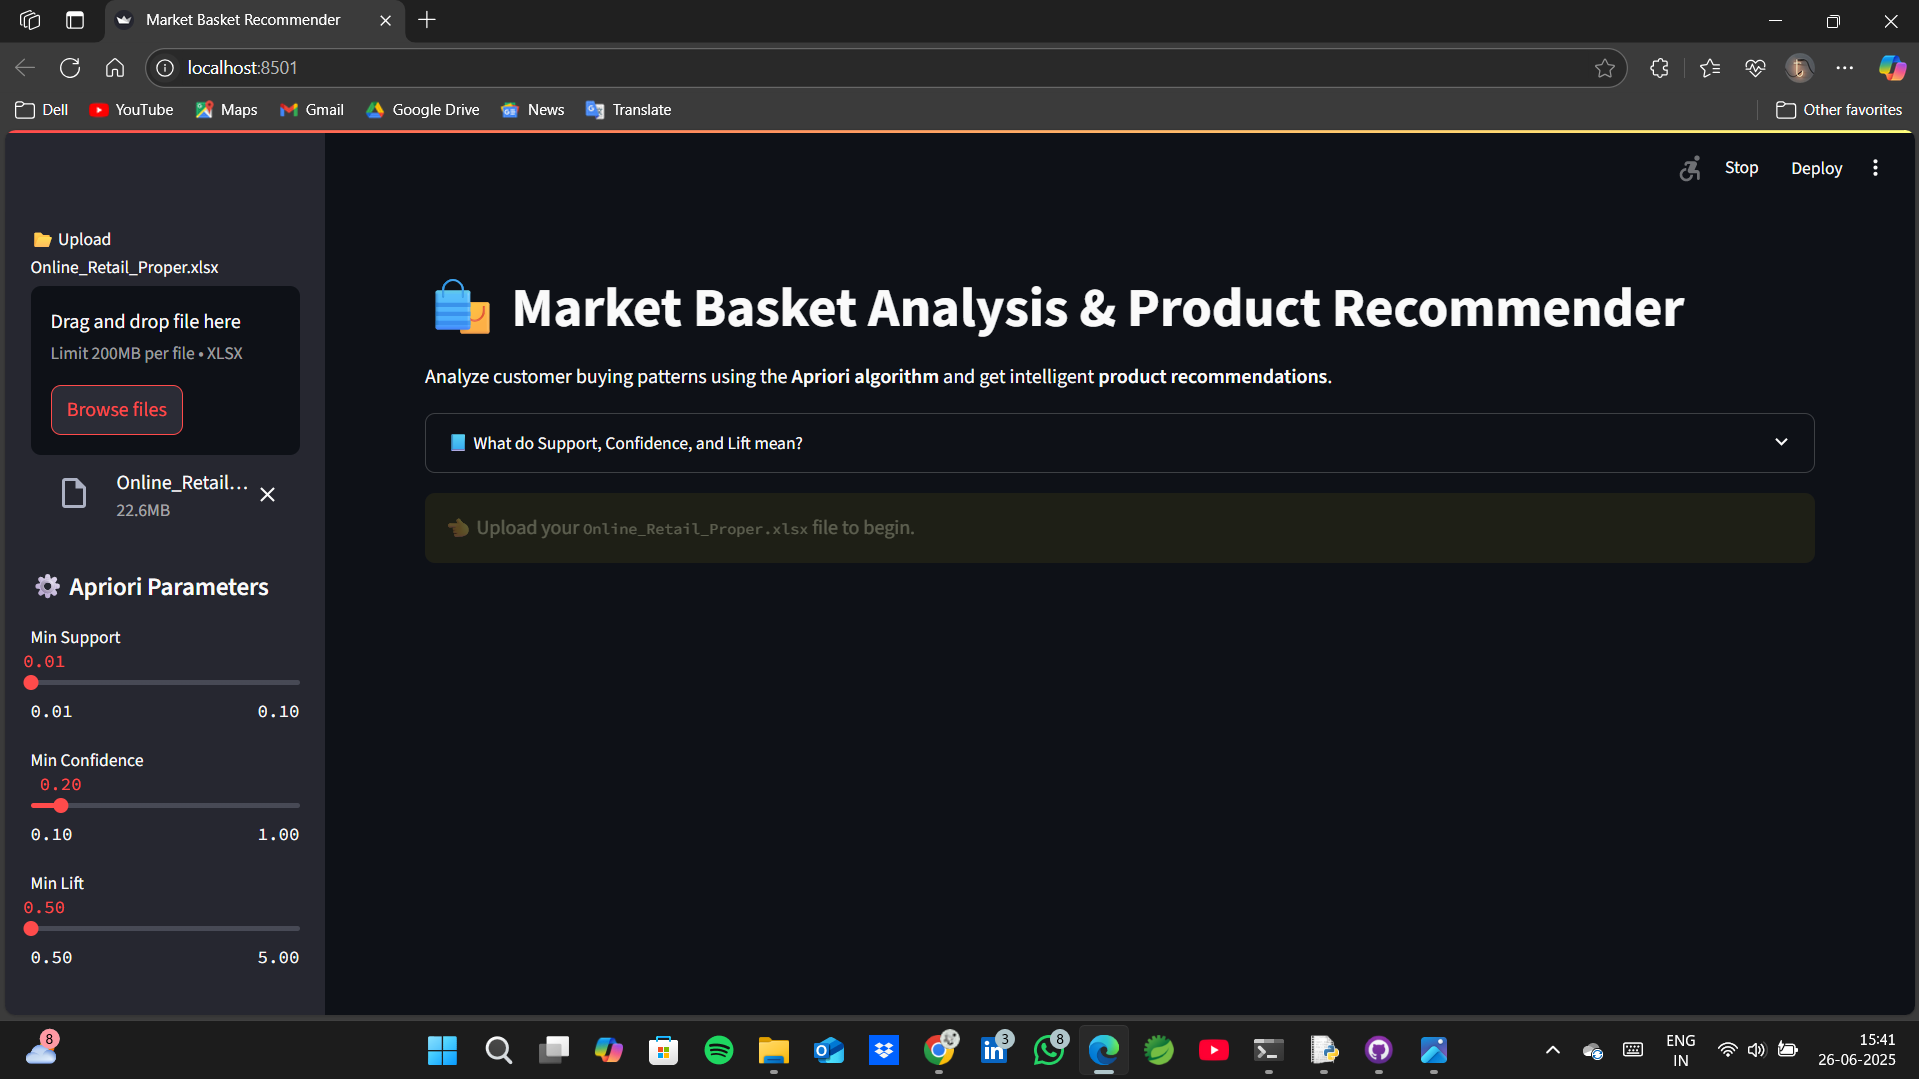 Market Basket Recommender
localhost:8501
Dell
YouTube
Maps
Gmail
Google Drive
News
Translate
Other favorites
Stop
Deploy
Upload
Online_Retail_Proper.xlsx
Drag and drop file here
Limit 200MB per file • XLSX
Browse files
Online_Retail...
22.6MB
Apriori Parameters
Min Support
0.01
0.01 0.10
Min Confidence
0.20
0.10 1.00
Min Lift
0.50
0.50 5.00
Market Basket Analysis & Product Recommender
Analyze customer buying patterns using the Apriori algorithm and get intelligent product recommendations.
What do Support, Confidence, and Lift mean?
Upload your Online_Retail_Proper.xlsx file to begin.
8
3
8
ENG
IN
15:41
26-06-2025